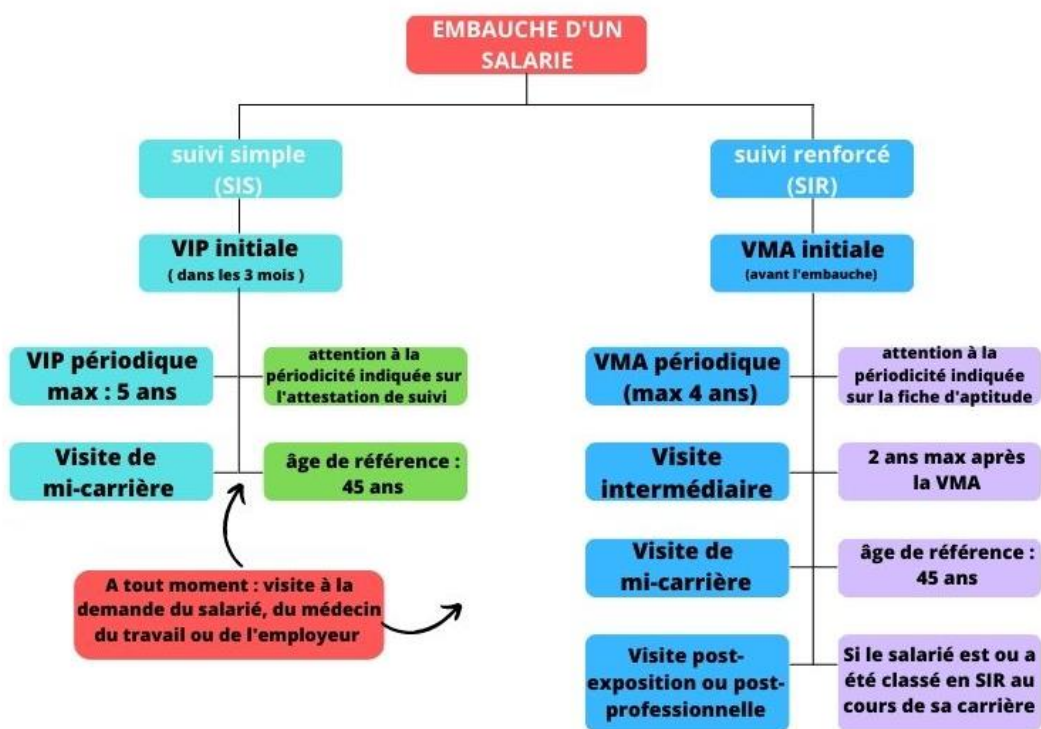 EMBAUCHE D'UN
SALARIE
suivi simple
(SIS)
VIP initiale
( dans les 3 mois )
VIP périodique
max : 5 ans
attention à la
périodicité indiquée sur
l'attestation de suivi
Visite de
mi-carrière
âge de référence :
45 ans
A tout moment : visite à la
demande du salarié, du médecin
du travail ou de l'employeur
suivi renforcé
(SIR)
VMA initiale
(avant l'embauche)
VMA périodique
(max 4 ans)
attention à la
périodicité indiquée
sur la fiche d'aptitude
Visite
intermédiaire
2 ans max après
la VMA
Visite de
mi-carrière
âge de référence :
45 ans
Visite post-
exposition ou post-
professionnelle
Si le salarié est ou a
été classé en SIR au
cours de sa carrière